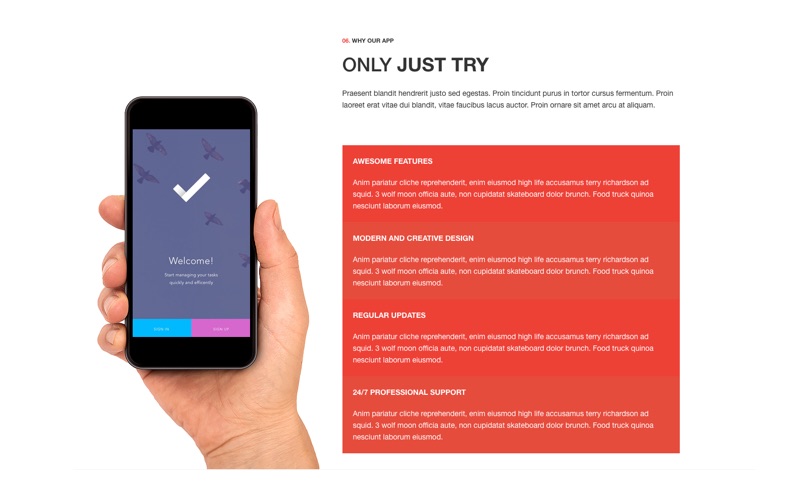 06. WHY OUR APP
ONLY JUST TRY
Praesent blandit hendrerit justo sed egestas. Proin tincidunt purus in tortor cursus fermentum. Proin
laoreet erat vitae dui blandit, vitae faucibus lacus auctor. Proin ornare sit amet arcu at aliquam.
AWESOME FEATURES
Anim pariatur cliche reprehenderit, enim eiusmod high life accusamus terry richardson ad
squid. 3 wolf moon officia aute, non cupidatat skateboard dolor brunch. Food truck quinoa
nesciunt laborum eiusmod.
MODERN AND CREATIVE DESIGN
Anim pariatur cliche reprehenderit, enim eiusmod high life accusamus terry richardson ad
squid. 3 wolf moon officia aute, non cupidatat skateboard dolor brunch. Food truck quinoa
nesciunt laborum eiusmod.
REGULAR UPDATES
Anim pariatur cliche reprehenderit, enim eiusmod high life accusamus terry richardson ad
squid. 3 wolf moon officia aute, non cupidatat skateboard dolor brunch. Food truck quinoa
nesciunt laborum eiusmod.
24/7 PROFESSIONAL SUPPORT
Anim pariatur cliche reprehenderit, enim eiusmod high life accusamus terry richardson ad
squid. 3 wolf moon officia aute, non cupidatat skateboard dolor brunch. Food truck quinoa
nesciunt laborum eiusmod.
Welcome!
Start managing your tasks
quickly and efficently
SIGN IN
SIGN UP